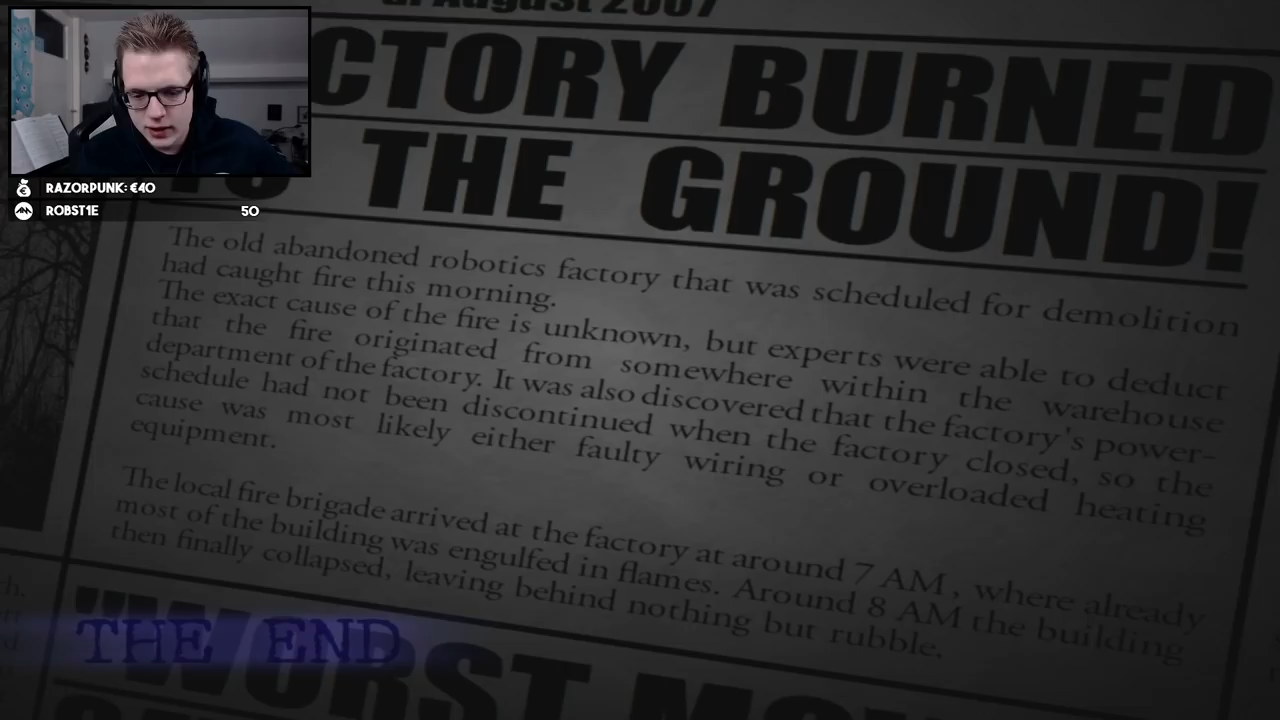 August 2007
CTORY BURNED
THE GROUND!
RAZORPUNK: €40
ROBST1E 50
The old abandoned robotics factory that was scheduled for demolition
had caught fire this morning.
The exact cause of the fire is unknown, but experts were able to deduct
that the fire originated from somewhere within the warehouse
department of the factory. It was also discovered that the factory's power-
schedule had not been discontinued when the factory closed, so the
cause was most likely either faulty wiring or overloaded heating
equipment.
The local fire brigade arrived at the factory at around 7 AM, where already
most of the building was engulfed in flames. Around 8 AM the building
then finally collapsed, leaving behind nothing but rubble.
THE END
"WORST